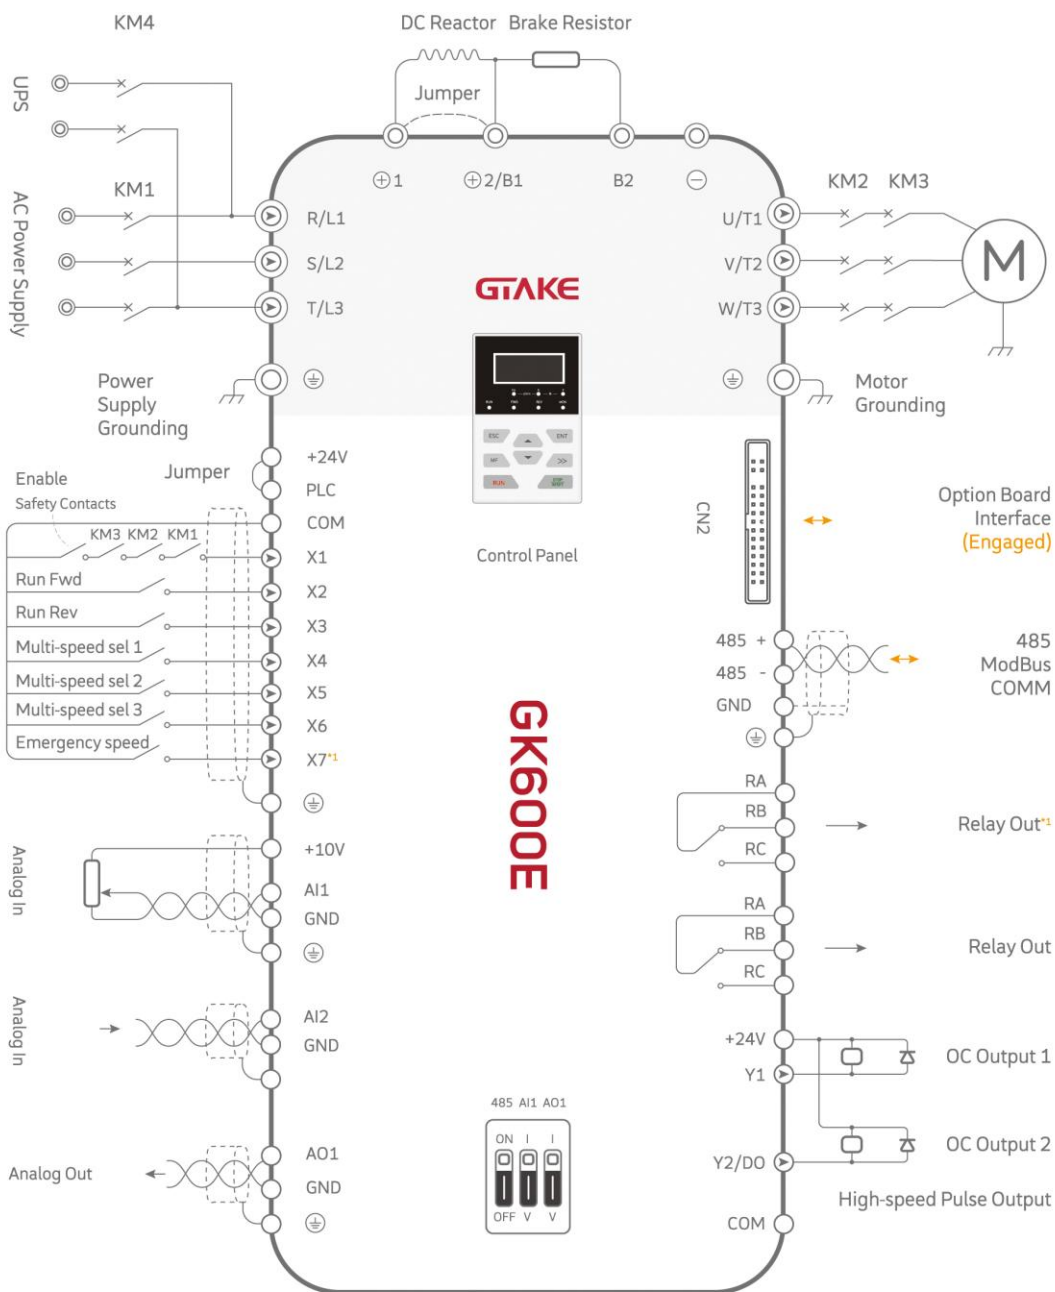 KM4
DC Reactor
Brake Resistor
UPS
Jumper
⊕1
⊕2/B1
B2
⊖
AC Power Supply
KM1
KM2
KM3
R/L1
S/L2
T/L3
U/T1
V/T2
W/T3
M
GTAKE
Power
Supply
Grounding
Motor
Grounding
ESC
ENT
MF
>>
RUN
STOP
RESET
Control Panel
Jumper
+24V
PLC
COM
Enable
Safety Contacts
KM3
KM2
KM1
X1
Run Fwd
X2
Run Rev
X3
Multi-speed sel 1
X4
Multi-speed sel 2
X5
Multi-speed sel 3
X6
Emergency speed
X7*1
CN2
Option Board
Interface
(Engaged)
485 +
485 -
GND
485
ModBus
COMM
GK600E
Analog In
+10V
AI1
GND
RA
RB
RC
Relay Out*1
RA
RB
RC
Relay Out
Analog In
AI2
GND
+24V
Y1
OC Output 1
Y2/DO
OC Output 2
High-speed Pulse Output
COM
Analog Out
AO1
GND
485 AI1 AO1
ON I I
OFF V V